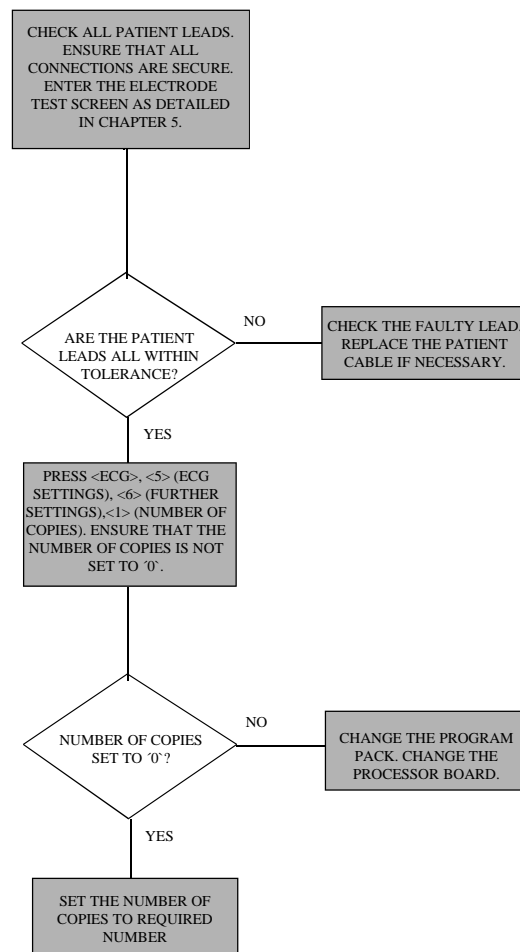 CHECK ALL PATIENT LEADS.
ENSURE THAT ALL
CONNECTIONS ARE SECURE.
ENTER THE ELECTRODE
TEST SCREEN AS DETAILED
IN CHAPTER 5.
ARE THE PATIENT
LEADS ALL WITHIN
TOLERANCE?
NO
CHECK THE FAULTY LEAD.
REPLACE THE PATIENT
CABLE IF NECESSARY.
YES
PRESS <ECG>, <5> (ECG
SETTINGS), <6> (FURTHER
SETTINGS),<1> (NUMBER OF
COPIES). ENSURE THAT THE
NUMBER OF COPIES IS NOT
SET TO ´0`.
NUMBER OF COPIES
SET TO ´0`?
NO
CHANGE THE PROGRAM
PACK. CHANGE THE
PROCESSOR BOARD.
YES
SET THE NUMBER OF
COPIES TO REQUIRED
NUMBER